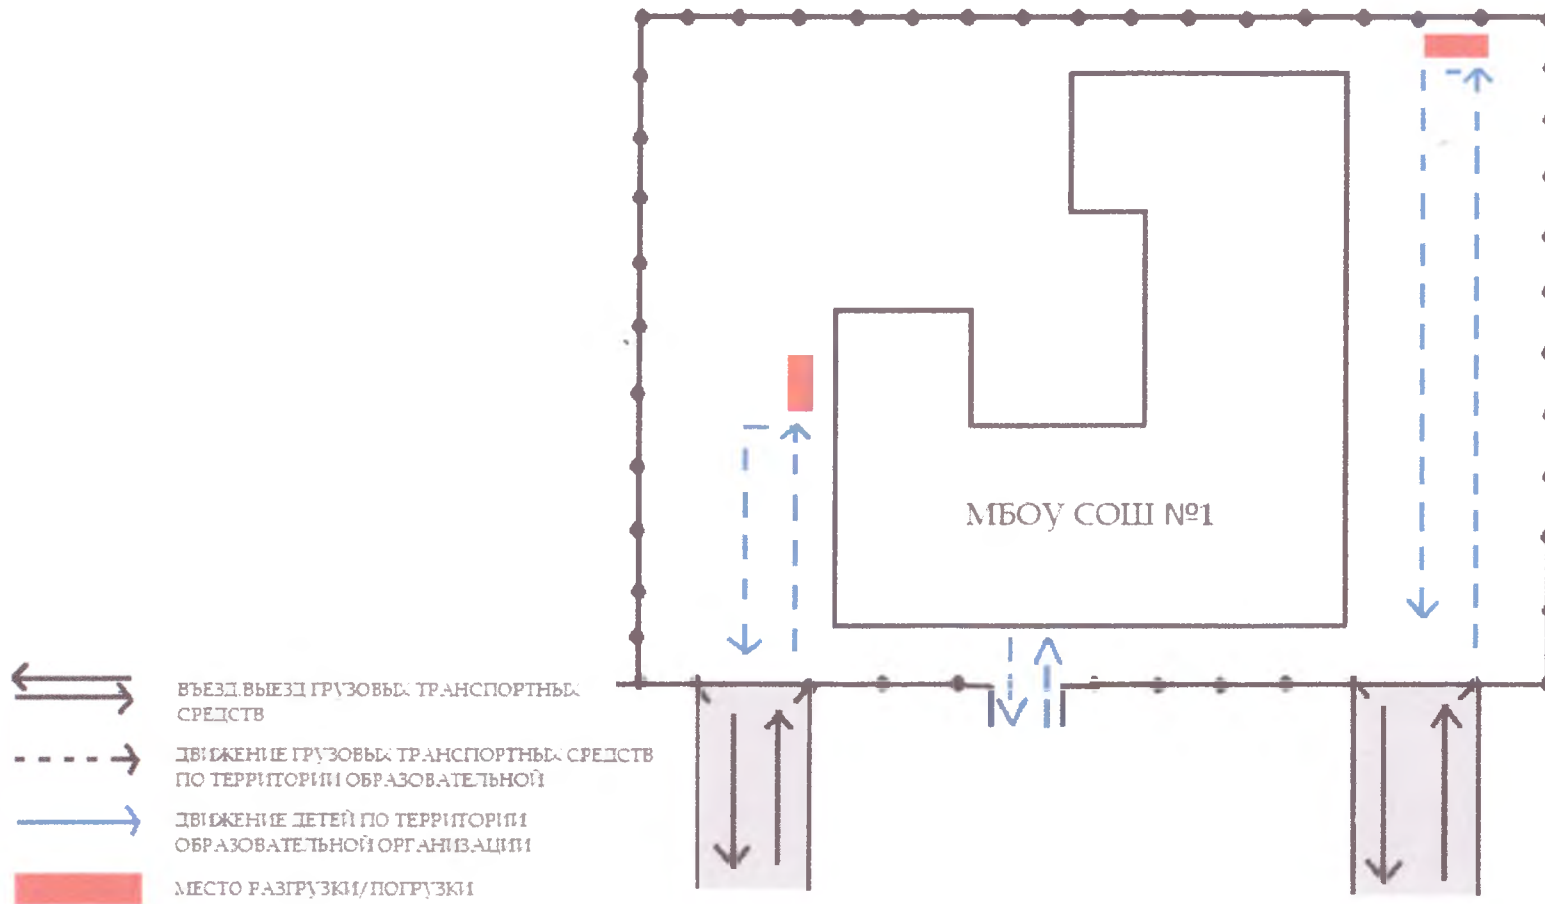 МБОУ СОШ №1
ВЪЕЗД.ВЫЕЗД ГРУЗОВЫХ ТРАНСПОРТНЫХ
СРЕДСТВ
ДВИЖЕНИЕ ГРУЗОВЫХ ТРАНСПОРТНЫХ СРЕДСТВ
ПО ТЕРРИТОРИИ ОБРАЗОВАТЕЛЬНОЙ
ДВИЖЕНИЕ ДЕТЕЙ ПО ТЕРРИТОРИИ
ОБРАЗОВАТЕЛЬНОЙ ОРГАНИЗАЦИИ
МЕСТО РАЗГРУЗКИ/ПОГРУЗКИ